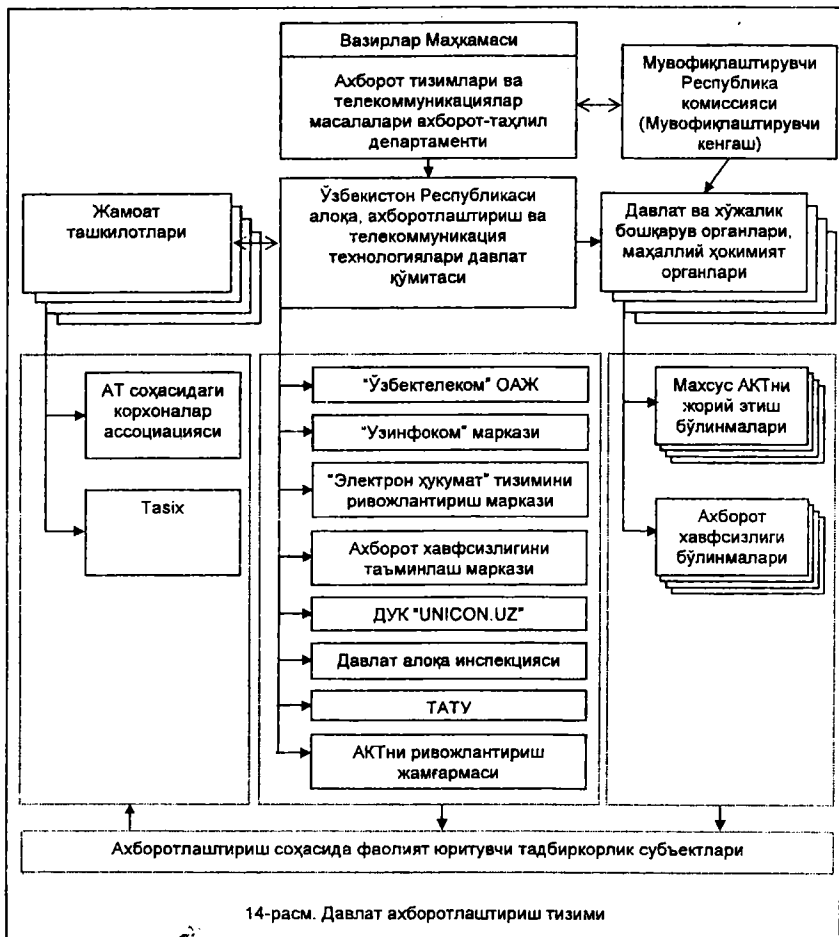 Вазирлар Маҳкамаси
Ахборот тизимлари ва
телекоммуникациялар
масалалари ахборот-таҳлил
департаменти
Мувофиқлаштирувчи
Республика
комиссияси
(Мувофиқлаштирувчи
кенгаш)
Жамоат
ташкилотлари
Ўзбекистон Республикаси
алоқа, ахборотлаштириш ва
телекоммуникация
технологиялари давлат
қўмитаси
Давлат ва хўжалик
бошқарув органлари,
маҳаллий ҳокимият
органлари
АТ соҳасидаги
корхоналар
ассоциацияси
Tasix
"Ўзбектелеком" ОАЖ
"Узинфоком" маркази
"Электрон ҳукумат" тизимини
ривожлантириш маркази
Ахборот хавфсизлигини
таъминлаш маркази
ДУК "UNICON.UZ"
Давлат алоқа инспекцияси
ТАТУ
АКТни ривожлантириш
жамғармаси
Махсус АКТни
жорий этиш
бўлинмалари
Ахборот
хавфсизлиги
бўлинмалари
Ахборотлаштириш соҳасида фаолият юритувчи тадбиркорлик субъектлари
14-расм. Давлат ахборотлаштириш тизими